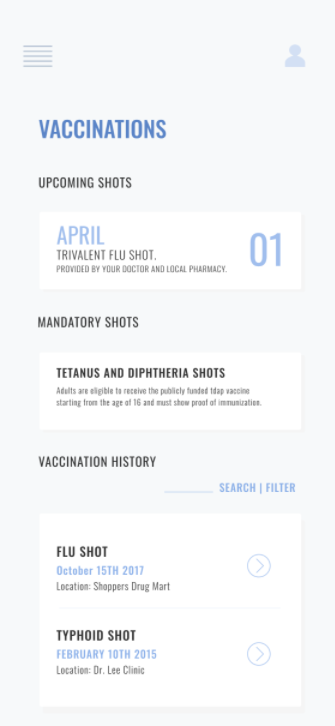 VACCINATIONS
UPCOMING SHOTS
APRIL
01
TRIVALENT FLU SHOT.
PROVIDED BY YOUR DOCTOR AND LOCAL PHARMACY.
MANDATORY SHOTS
TETANUS AND DIPHTHERIA SHOTS
Adults are eligible to receive the publicly funded tdap vaccine
starting from the age of 16 and must show proof of immunization.
VACCINATION HISTORY
SEARCH | FILTER
FLU SHOT
October 15TH 2017
Location: Shoppers Drug Mart
TYPHOID SHOT
FEBRUARY 10TH 2015
Location: Dr. Lee Clinic